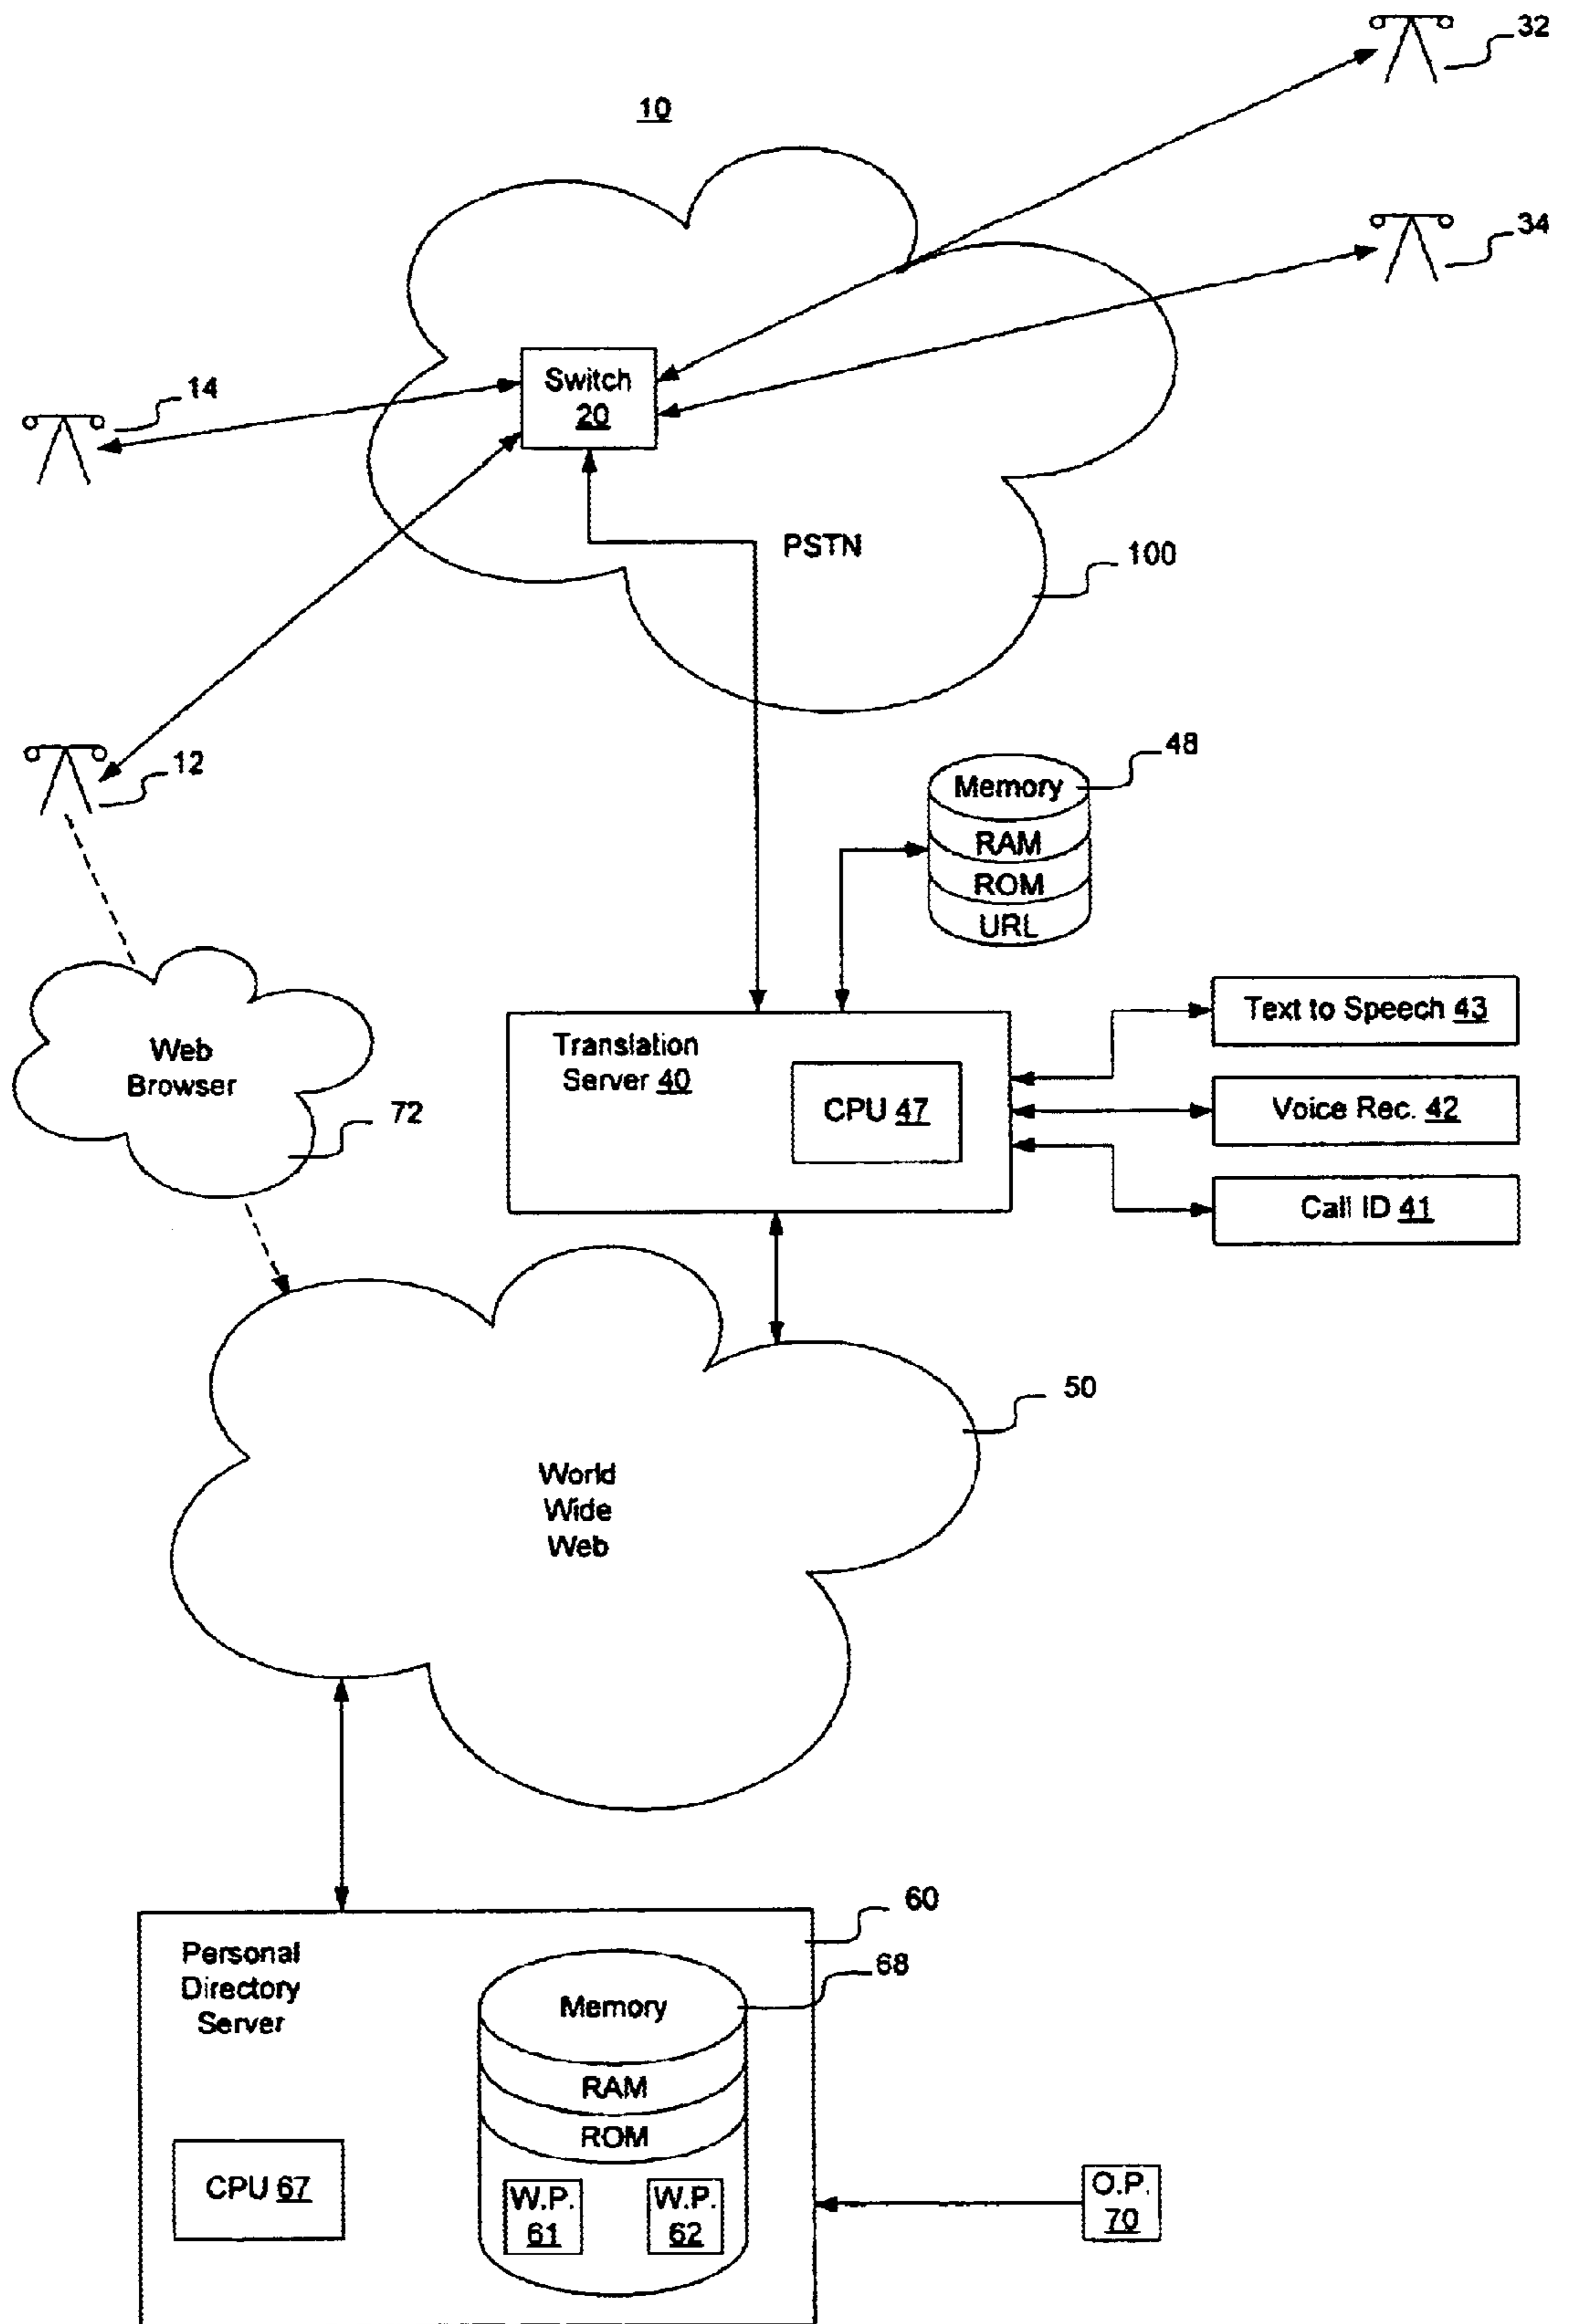 32
10
34
Switch
20
14
PSTN
100
12
48
Memory
RAM
ROM
URL
Text to Speech 43
Translation
Server 40
CPU 47
Voice Rec. 42
Call ID 41
Web
Browser
72
50
World
Wide
Web
60
Personal
Directory
Server
68
Memory
RAM
ROM
CPU 67
W.P.
61
W.P.
62
O.P.
70